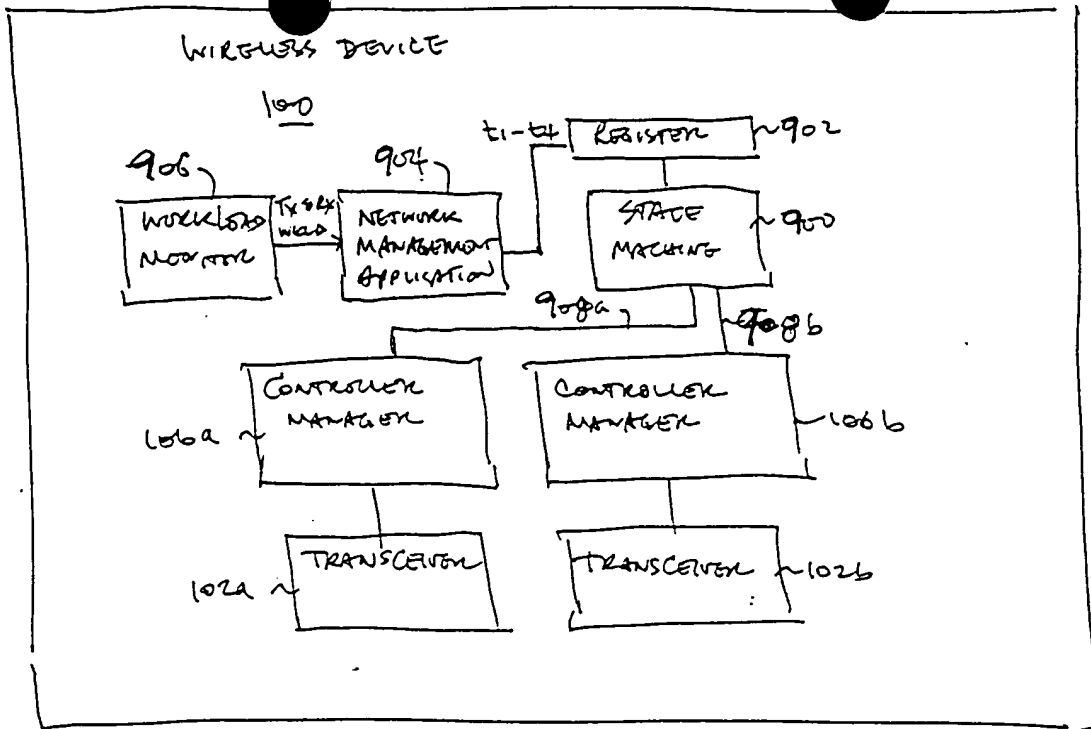 WIRELESS DEVICE
100
t1-t4
REGISTER
902
906
904
WORKLOAD
MONITOR
TX & RX
WKLD
NETWORK
MANAGEMENT
APPLICATION
STATE
MACHINE
900
908a
908b
CONTROLLER
MANAGER
106a
CONTROLLER
MANAGER
106b
TRANSCEIVER
102a
TRANSCEIVER
102b